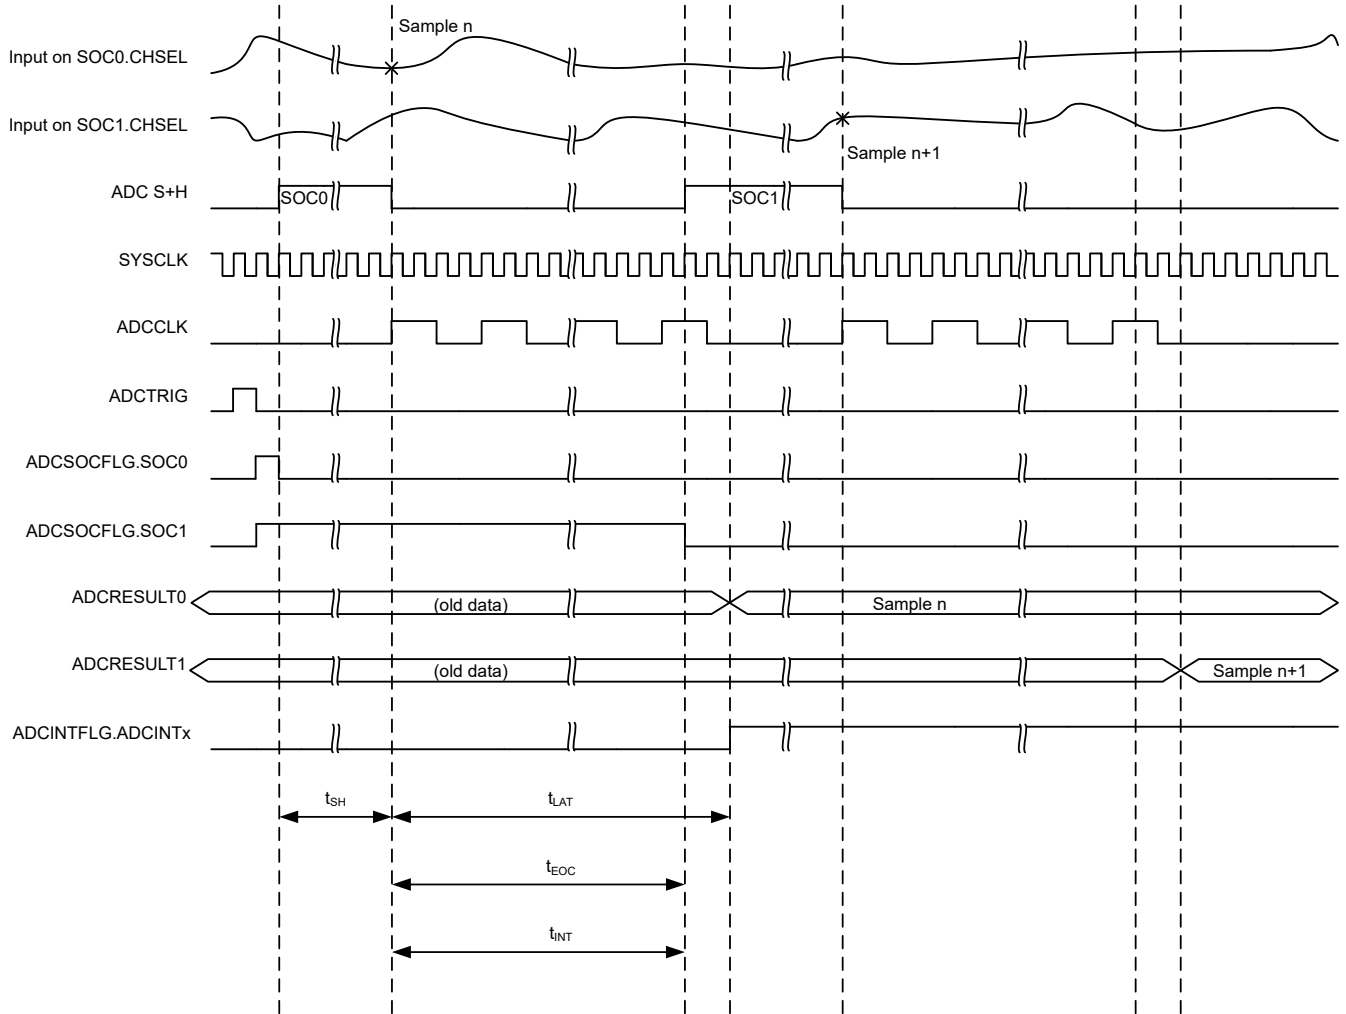 Sample n
Input on SOC0.CHSEL
Input on SOC1.CHSEL
Sample n+1
ADC S+H
SOC0
SOC1
SYSCLK
ADCCLK
ADCTRIG
ADCSOCFLG.SOC0
ADCSOCFLG.SOC1
ADCRESULT0
(old data)
Sample n
ADCRESULT1
(old data)
Sample n+1
ADCINTFLG.ADCINTx
tSH
tLAT
tEOC
tINT